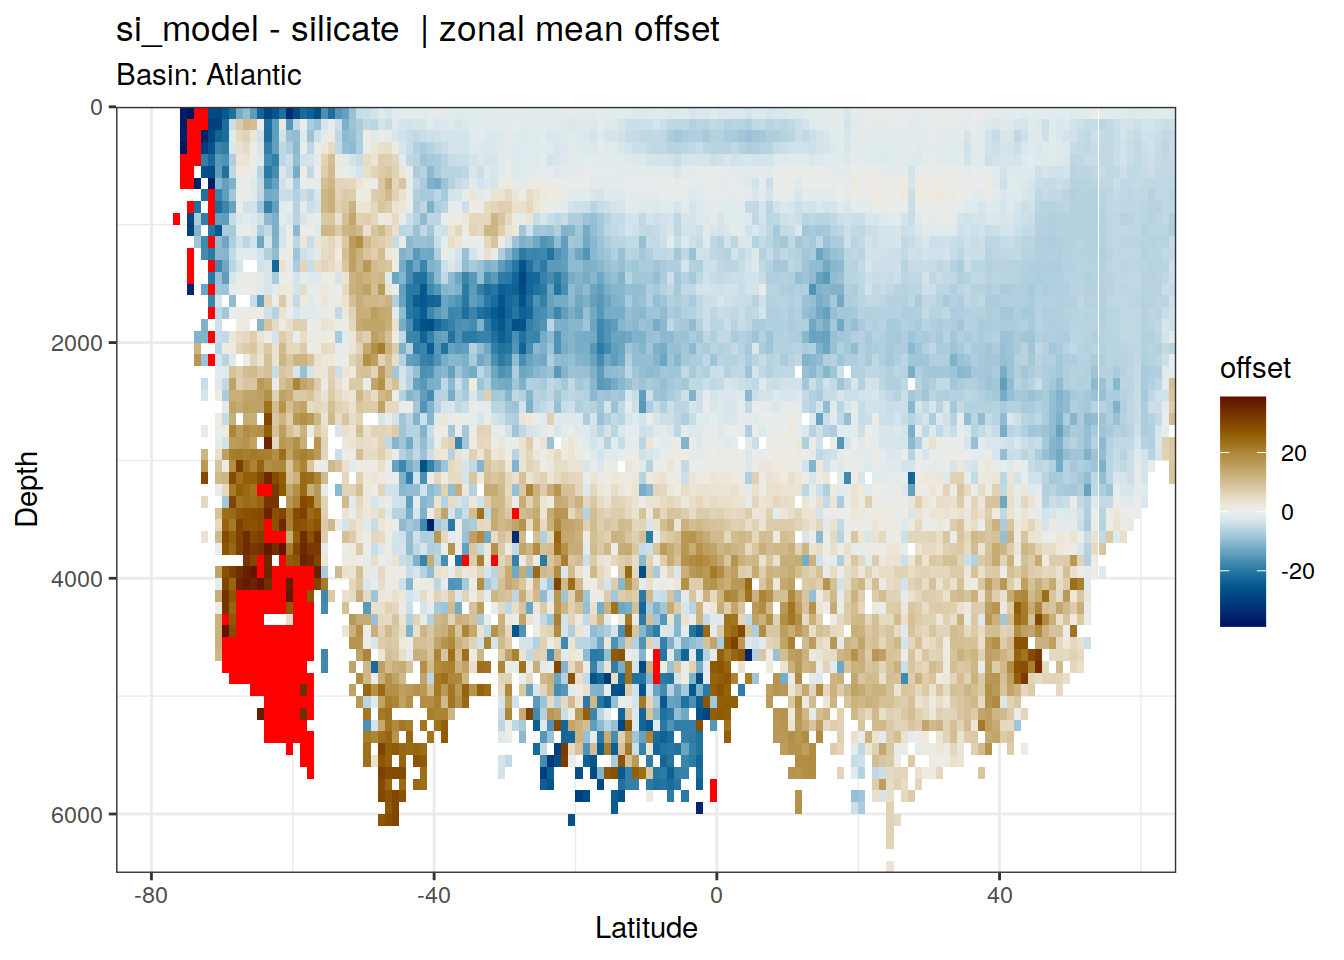 si_model - silicate  | zonal mean offset
Basin: Atlantic
0
2000
4000
6000
Depth
-80
-40
0
40
Latitude
offset
20
0
-20